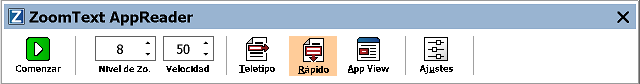 ZoomText AppReader
8 50
Comenzar Nivel de Zo. Velocidad Teletipo Rápido App View Ajustes